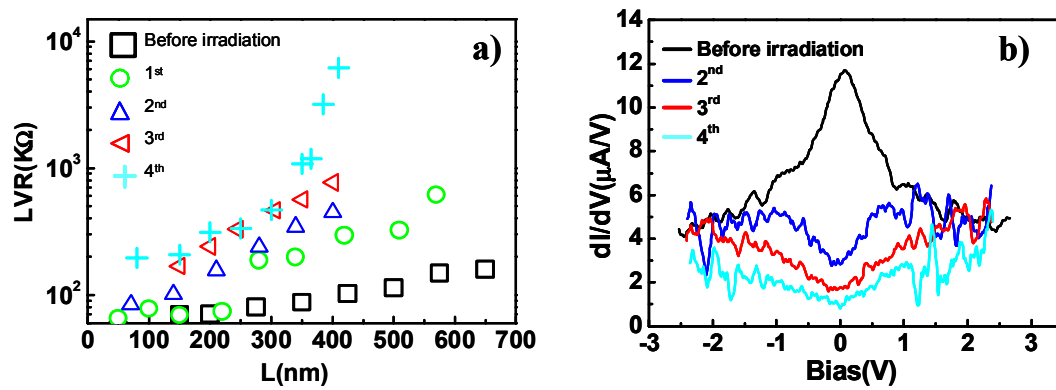 a)
Before irradiation
1st
2nd
3rd
4th
10^4
10^3
10^2
LVR(KΩ)
0 100 200 300 400 500 600 700
L(nm)
b)
Before irradiation
2nd
3rd
4th
14
12
10
8
6
4
2
0
dI/dV(μA/V)
-3 -2 -1 0 1 2 3
Bias(V)